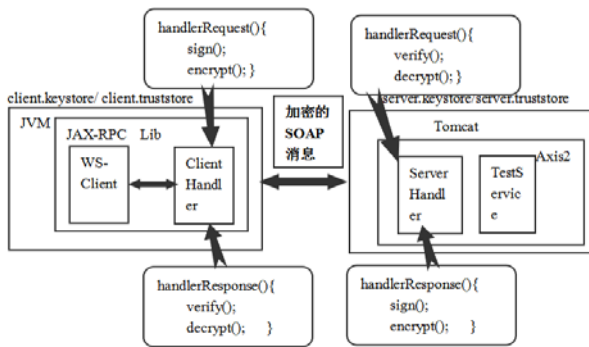 handlerRequest(){
sign();
encrypt(); }
handlerRequest(){
verify();
decrypt(); }
client.keystore/ client.truststore
server.keystore/server.truststore
加密的
SOAP
消息
JVM
JAX-RPC Lib
WS-
Client
Client
Handl
er
Tomcat
Axis2
Server
Handl
er
TestS
ervic
e
handlerResponse(){
verify();
decrypt(); }
handlerResponse(){
sign();
encrypt(); }